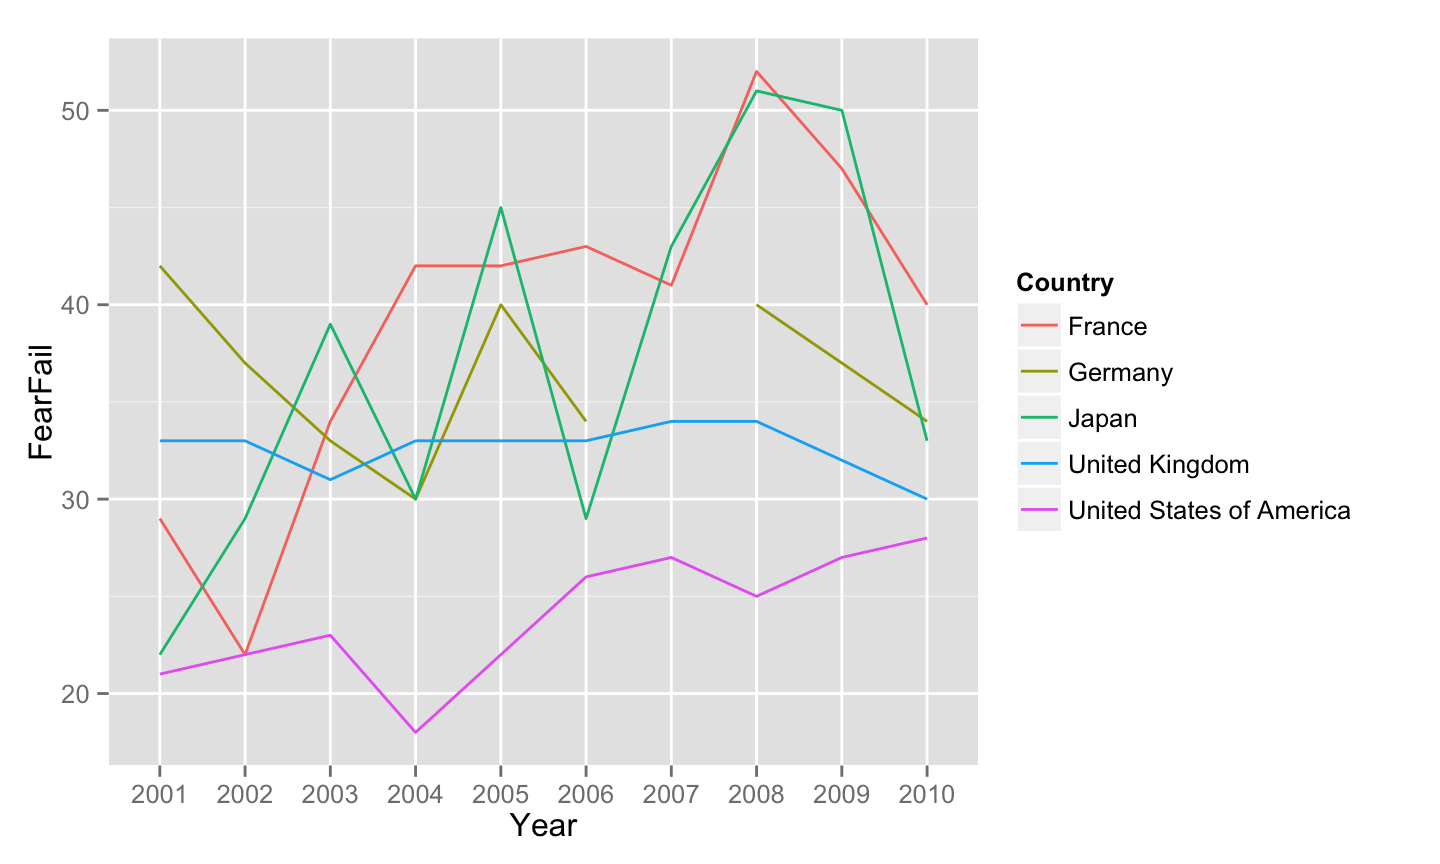 50
40
30
20
FearFail
2001 2002 2003 2004 2005 2006 2007 2008 2009 2010
Year
Country
France
Germany
Japan
United Kingdom
United States of America